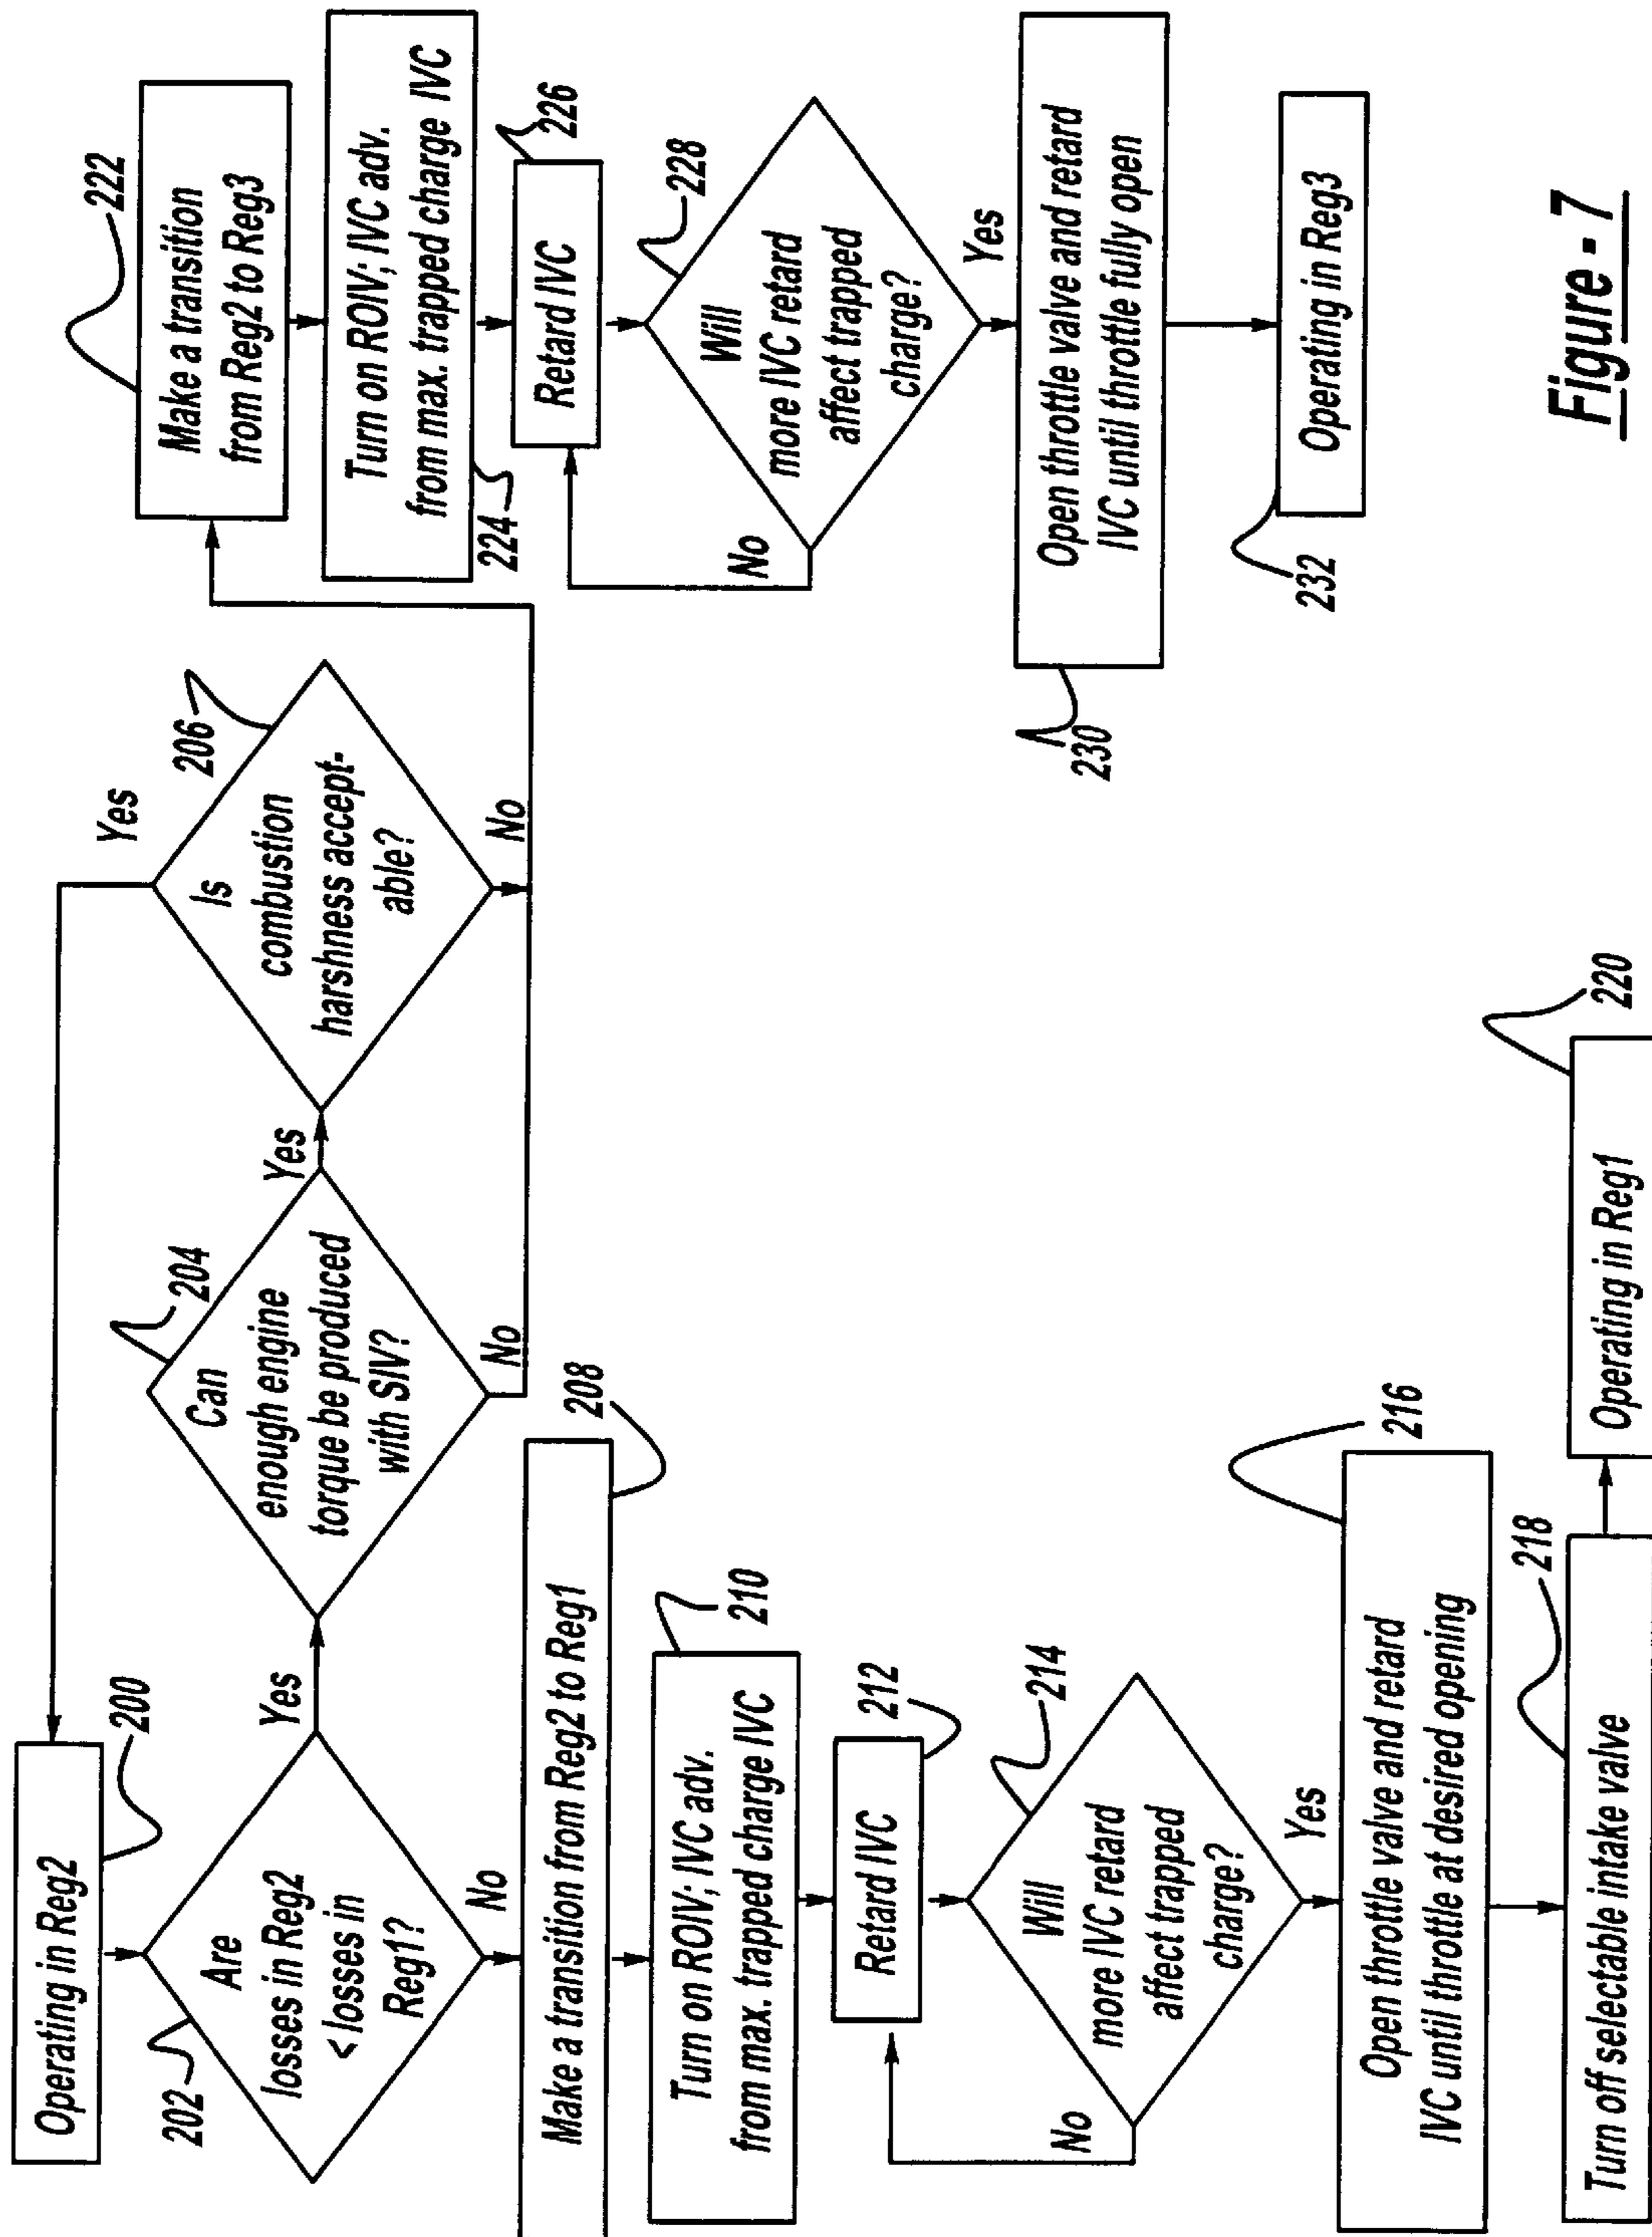 Operating in Reg2
200
202
Are
losses in Reg2
< losses in
Reg1?
Yes
No
204
Can
enough engine
torque be produced
with SIV?
Yes
No
206
Is
combustion
harshness accept-
able?
Yes
No
208
Make a transition from Reg2 to Reg1
210
Turn on ROIV; IVC adv.
from max. trapped charge IVC
212
Retard IVC
214
Will
more IVC retard
affect trapped
charge?
No
Yes
216
Open throttle valve and retard
IVC until throttle at desired opening
218
Turn off selectable intake valve
220
Operating in Reg1
222
Make a transition
from Reg2 to Reg3
224
Turn on ROIV; IVC adv.
from max. trapped charge IVC
226
Retard IVC
228
Will
more IVC retard
affect trapped
charge?
No
Yes
230
Open throttle valve and retard
IVC until throttle fully open
232
Operating in Reg3
Figure - 7